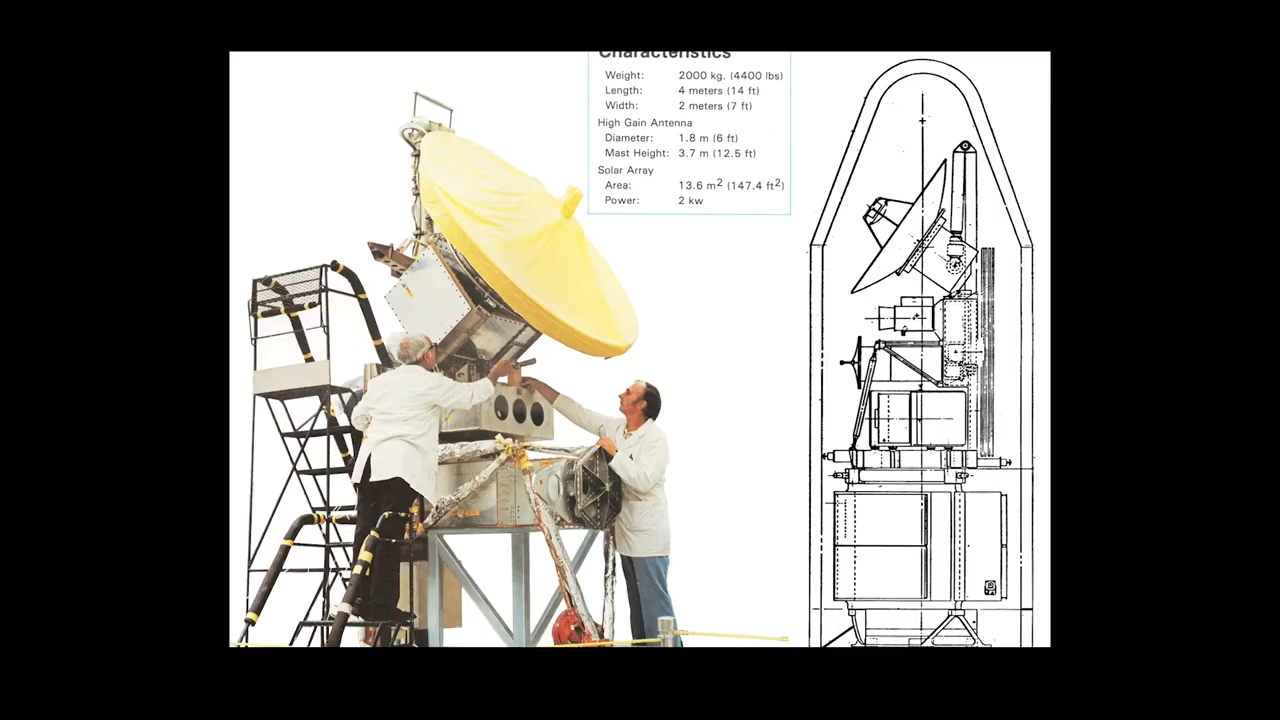 Characteristics
Weight: 2000 kg. (4400 lbs)
Length: 4 meters (14 ft)
Width: 2 meters (7 ft)
High Gain Antenna
Diameter: 1.8 m (6 ft)
Mast Height: 3.7 m (12.5 ft)
Solar Array
Area: 13.6 m² (147.4 ft²)
Power: 2 kw